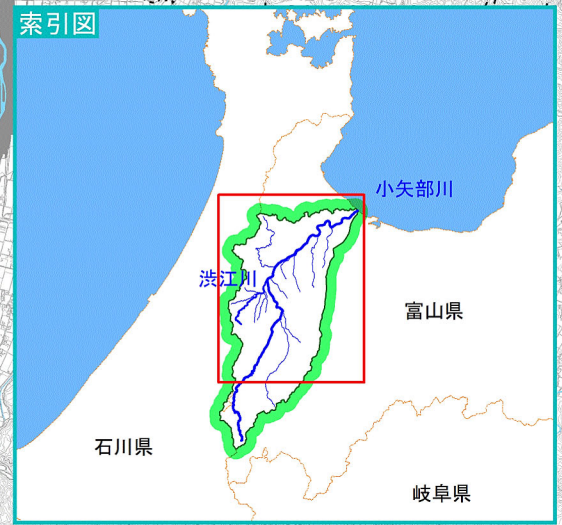 索引図
小矢部川
渋江川
富山県
石川県
岐阜県